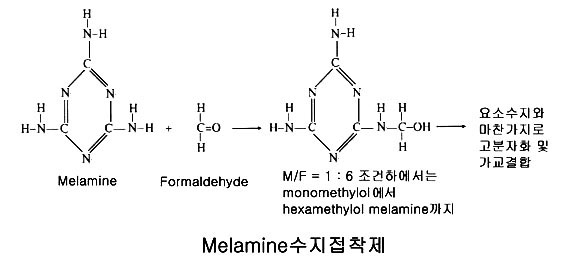 H
H
N-H
N-H
C
C
N
N
N
N
H
H
H
H
H
H
H
H-N-C
C-N-H
+
C=O
H-N-C
C
N-C-OH
H
H
N
N
요소수지와
마찬가지로
고분자화 및
가교결합
Melamine
Formaldehyde
M/F = 1 : 6 조건하에서는
monomethylol에서
hexamethylol melamine까지
Melamine수지접착제